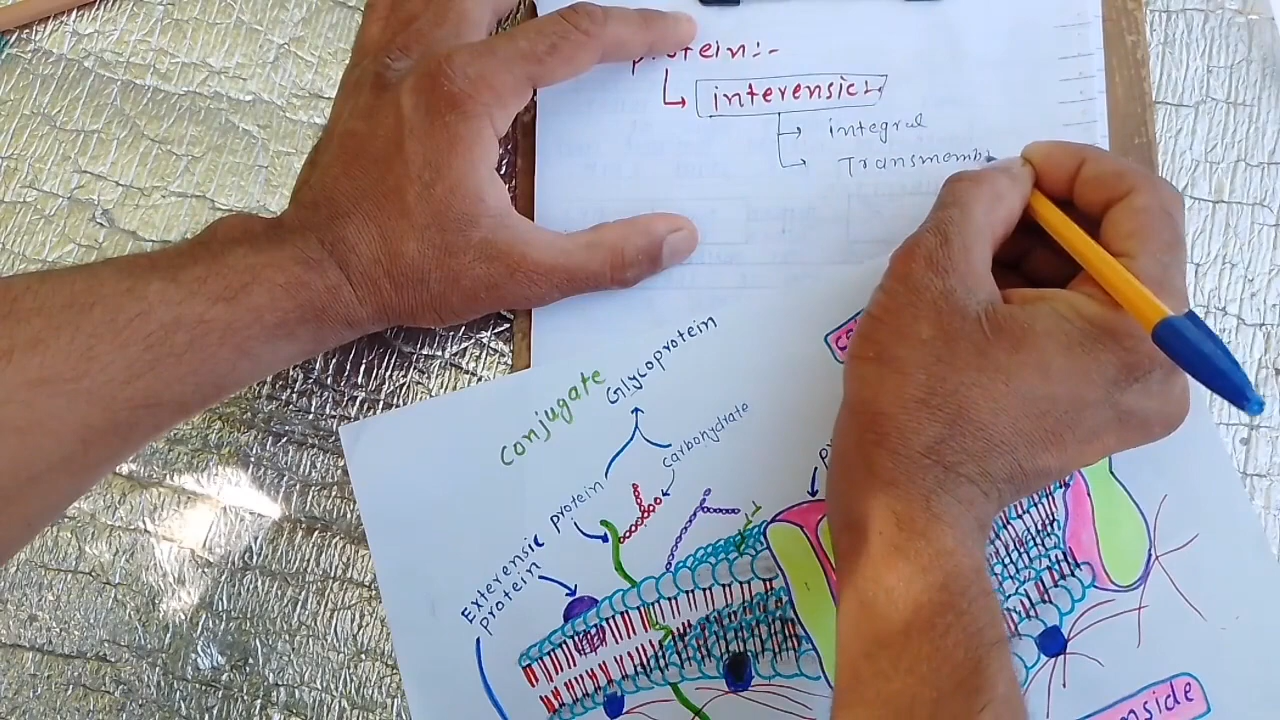 protein:-
interensic
integral
Transmemb
Glycoprotein
conjugate
carbohydrate
protein
Exterensic
protein